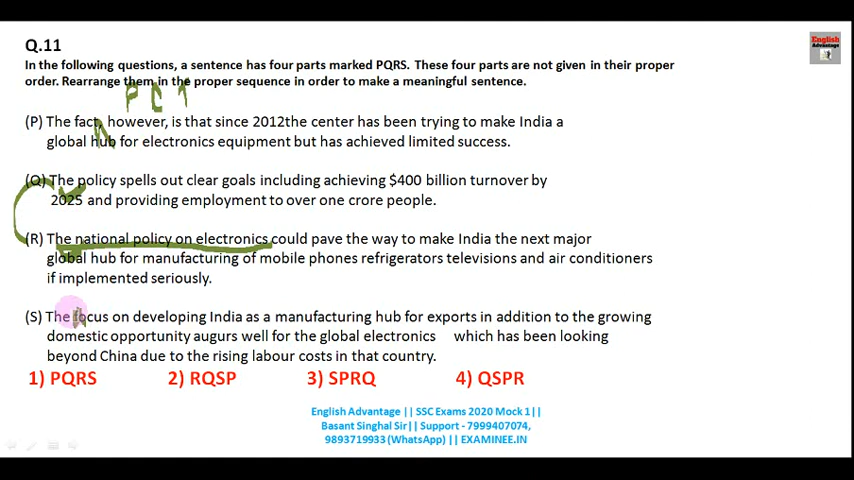 Q.11
English
Advantage
In the following questions, a sentence has four parts marked PQRS. These four parts are not given in their proper
order. Rearrange them in the proper sequence in order to make a meaningful sentence.
(P) The fact, however, is that since 2012the center has been trying to make India a
global hub for electronics equipment but has achieved limited success.
(Q) The policy spells out clear goals including achieving $400 billion turnover by
2025 and providing employment to over one crore people.
(R) The national policy on electronics could pave the way to make India the next major
global hub for manufacturing of mobile phones refrigerators televisions and air conditioners
if implemented seriously.
(S) The focus on developing India as a manufacturing hub for exports in addition to the growing
domestic opportunity augurs well for the global electronics which has been looking
beyond China due to the rising labour costs in that country.
1) PQRS 2) RQSP 3) SPRQ 4) QSPR
English Advantage || SSC Exams 2020 Mock 1||
Basant Singhal Sir|| Support - 7999407074,
9893719933 (WhatsApp) || EXAMINEE.IN